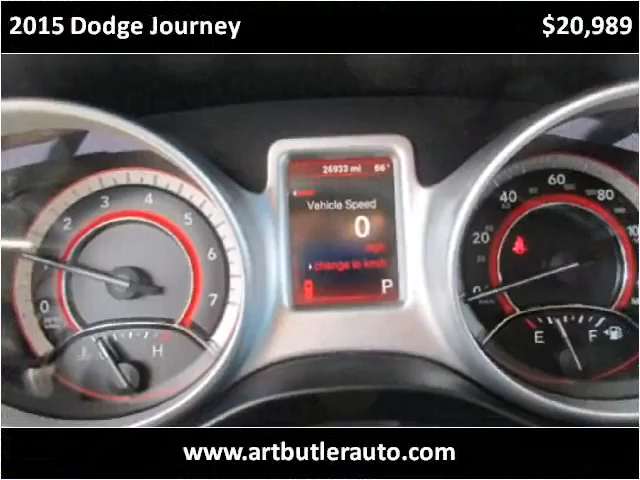 2015 Dodge Journey $20,989
26933 mi 66°
Vehicle Speed
0
mph
change to km/h
P
0 1 2 3 4 5 6 7
H
20 40 60 80
E F
www.artbutlerauto.com